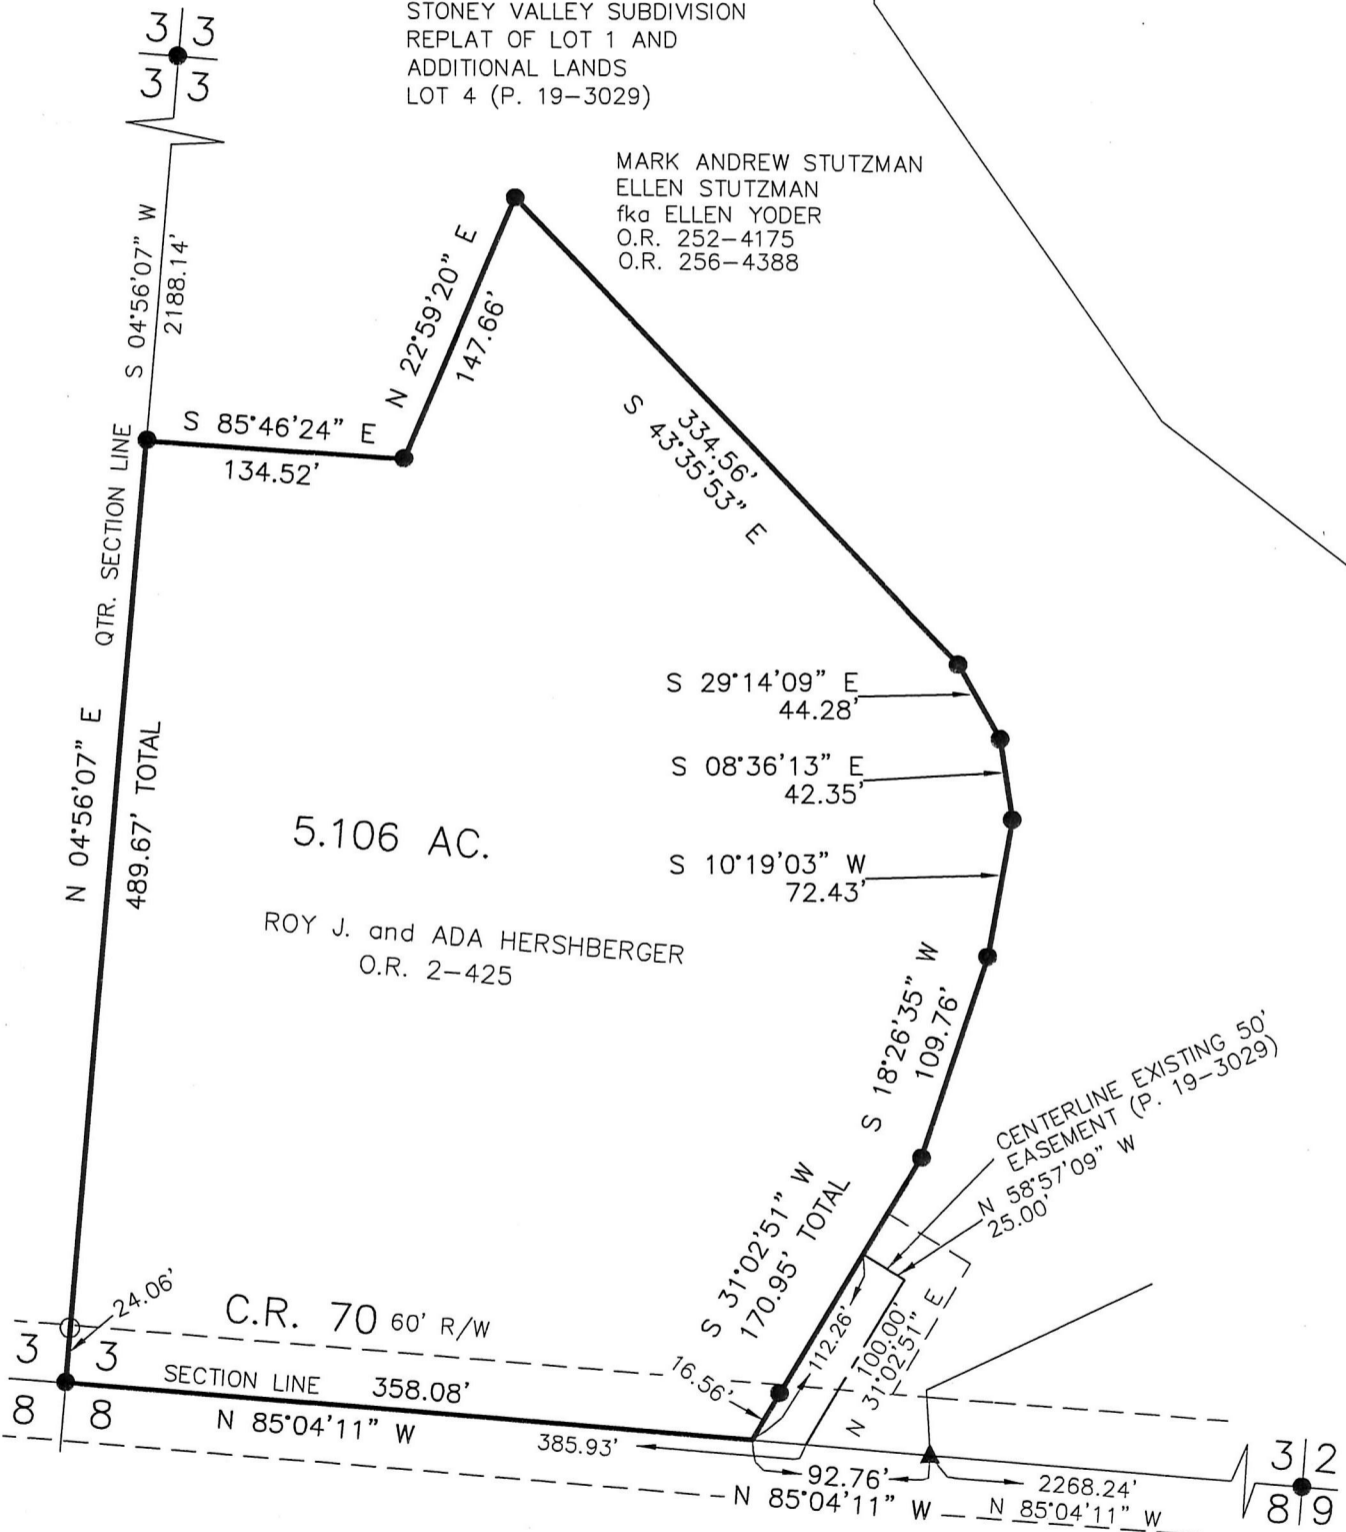 STONEY VALLEY SUBDIVISION
REPLAT OF LOT 1 AND
ADDITIONAL LANDS
LOT 4 (P. 19-3029)
3 3
3 3
MARK ANDREW STUTZMAN
ELLEN STUTZMAN
fka ELLEN YODER
O.R. 252-4175
O.R. 256-4388
S 04°56'07" W
2188.14'
N 22°59'20" E
147.66'
S 85°46'24" E
134.52'
334.56'
S 43°35'53" E
QTR. SECTION LINE
N 04°56'07" E
489.67' TOTAL
S 29°14'09" E
44.28'
S 08°36'13" E
42.35'
S 10°19'03" W
72.43'
5.106 AC.
ROY J. and ADA HERSHBERGER
O.R. 2-425
S 18°26'35" W
109.76'
CENTERLINE EXISTING 50'
EASEMENT (P. 19-3029)
N 58°57'09" W
25.00'
S 31°02'51" W
170.95' TOTAL
24.06'
C.R. 70 60' R/W
16.56'
112.26'
100.00'
N 31°02'51" E
3 3
8 8
SECTION LINE 358.08'
N 85°04'11" W
385.93'
92.76'
N 85°04'11" W
2268.24'
N 85°04'11" W
3 2
8 9